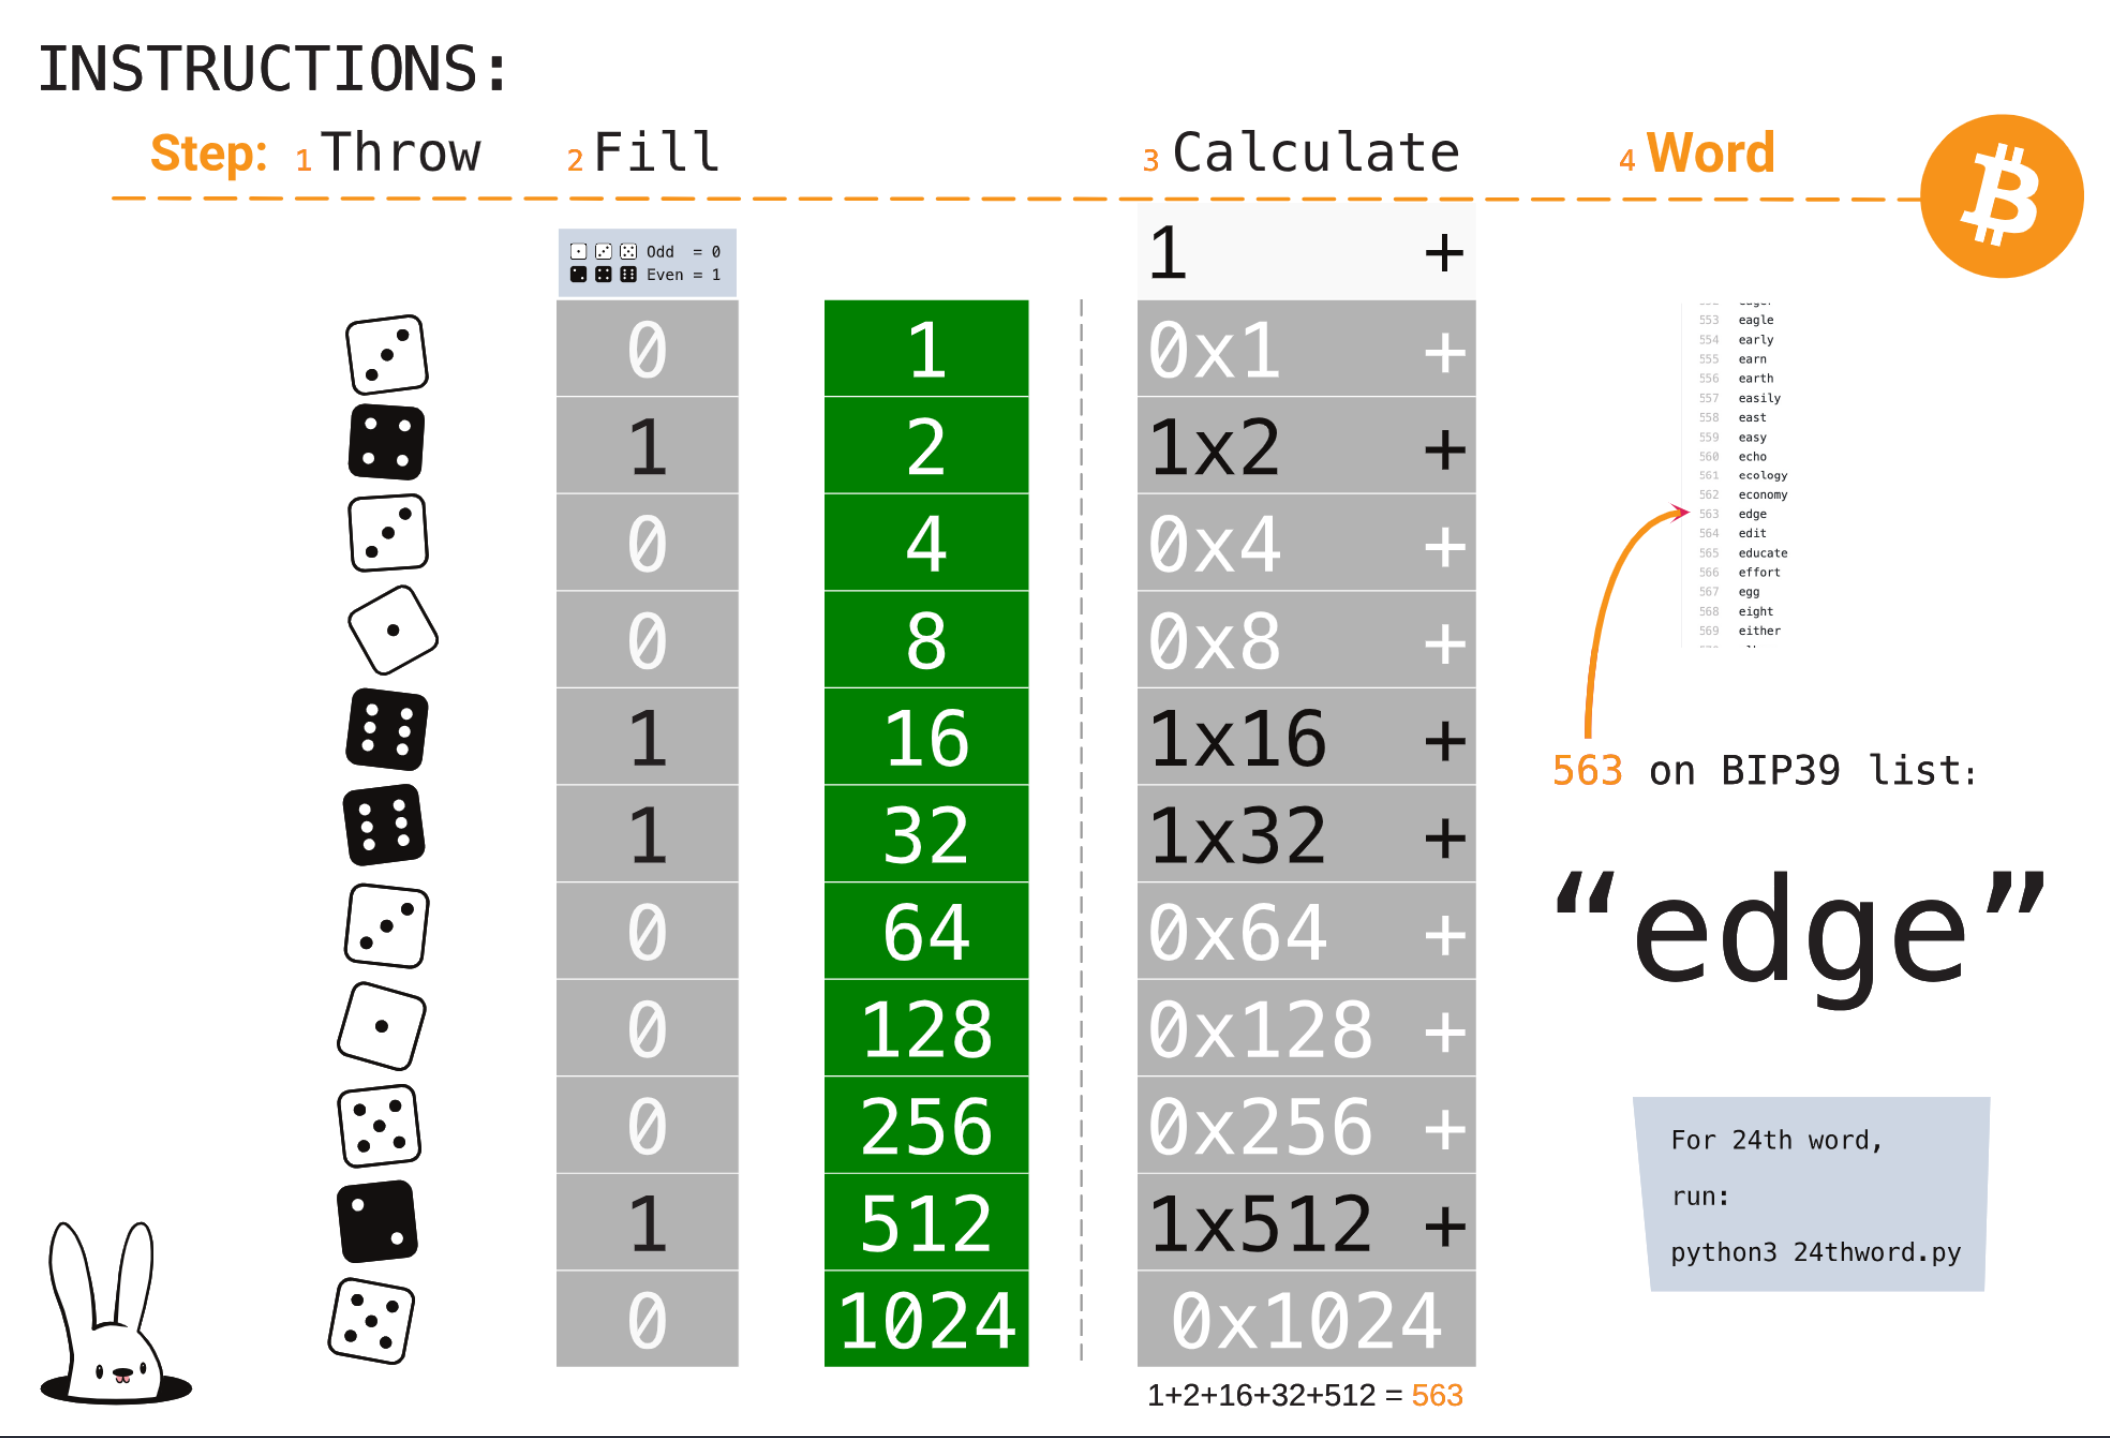 INSTRUCTIONS:
Step: 1 Throw 2 Fill 3 Calculate 4 Word
Odd = 0
Even = 1
1 +
0 1 0x1 +
1 2 1x2 +
0 4 0x4 +
0 8 0x8 +
1 16 1x16 +
1 32 1x32 +
0 64 0x64 +
0 128 0x128 +
0 256 0x256 +
1 512 1x512 +
0 1024 0x1024
1+2+16+32+512 = 563
553 eagle
554 early
555 earn
556 earth
557 easily
558 east
559 easy
560 echo
561 ecology
562 economy
563 edge
564 edit
565 educate
566 effort
567 egg
568 eight
569 either
563 on BIP39 list:
“edge”
For 24th word,
run:
python3 24thword.py